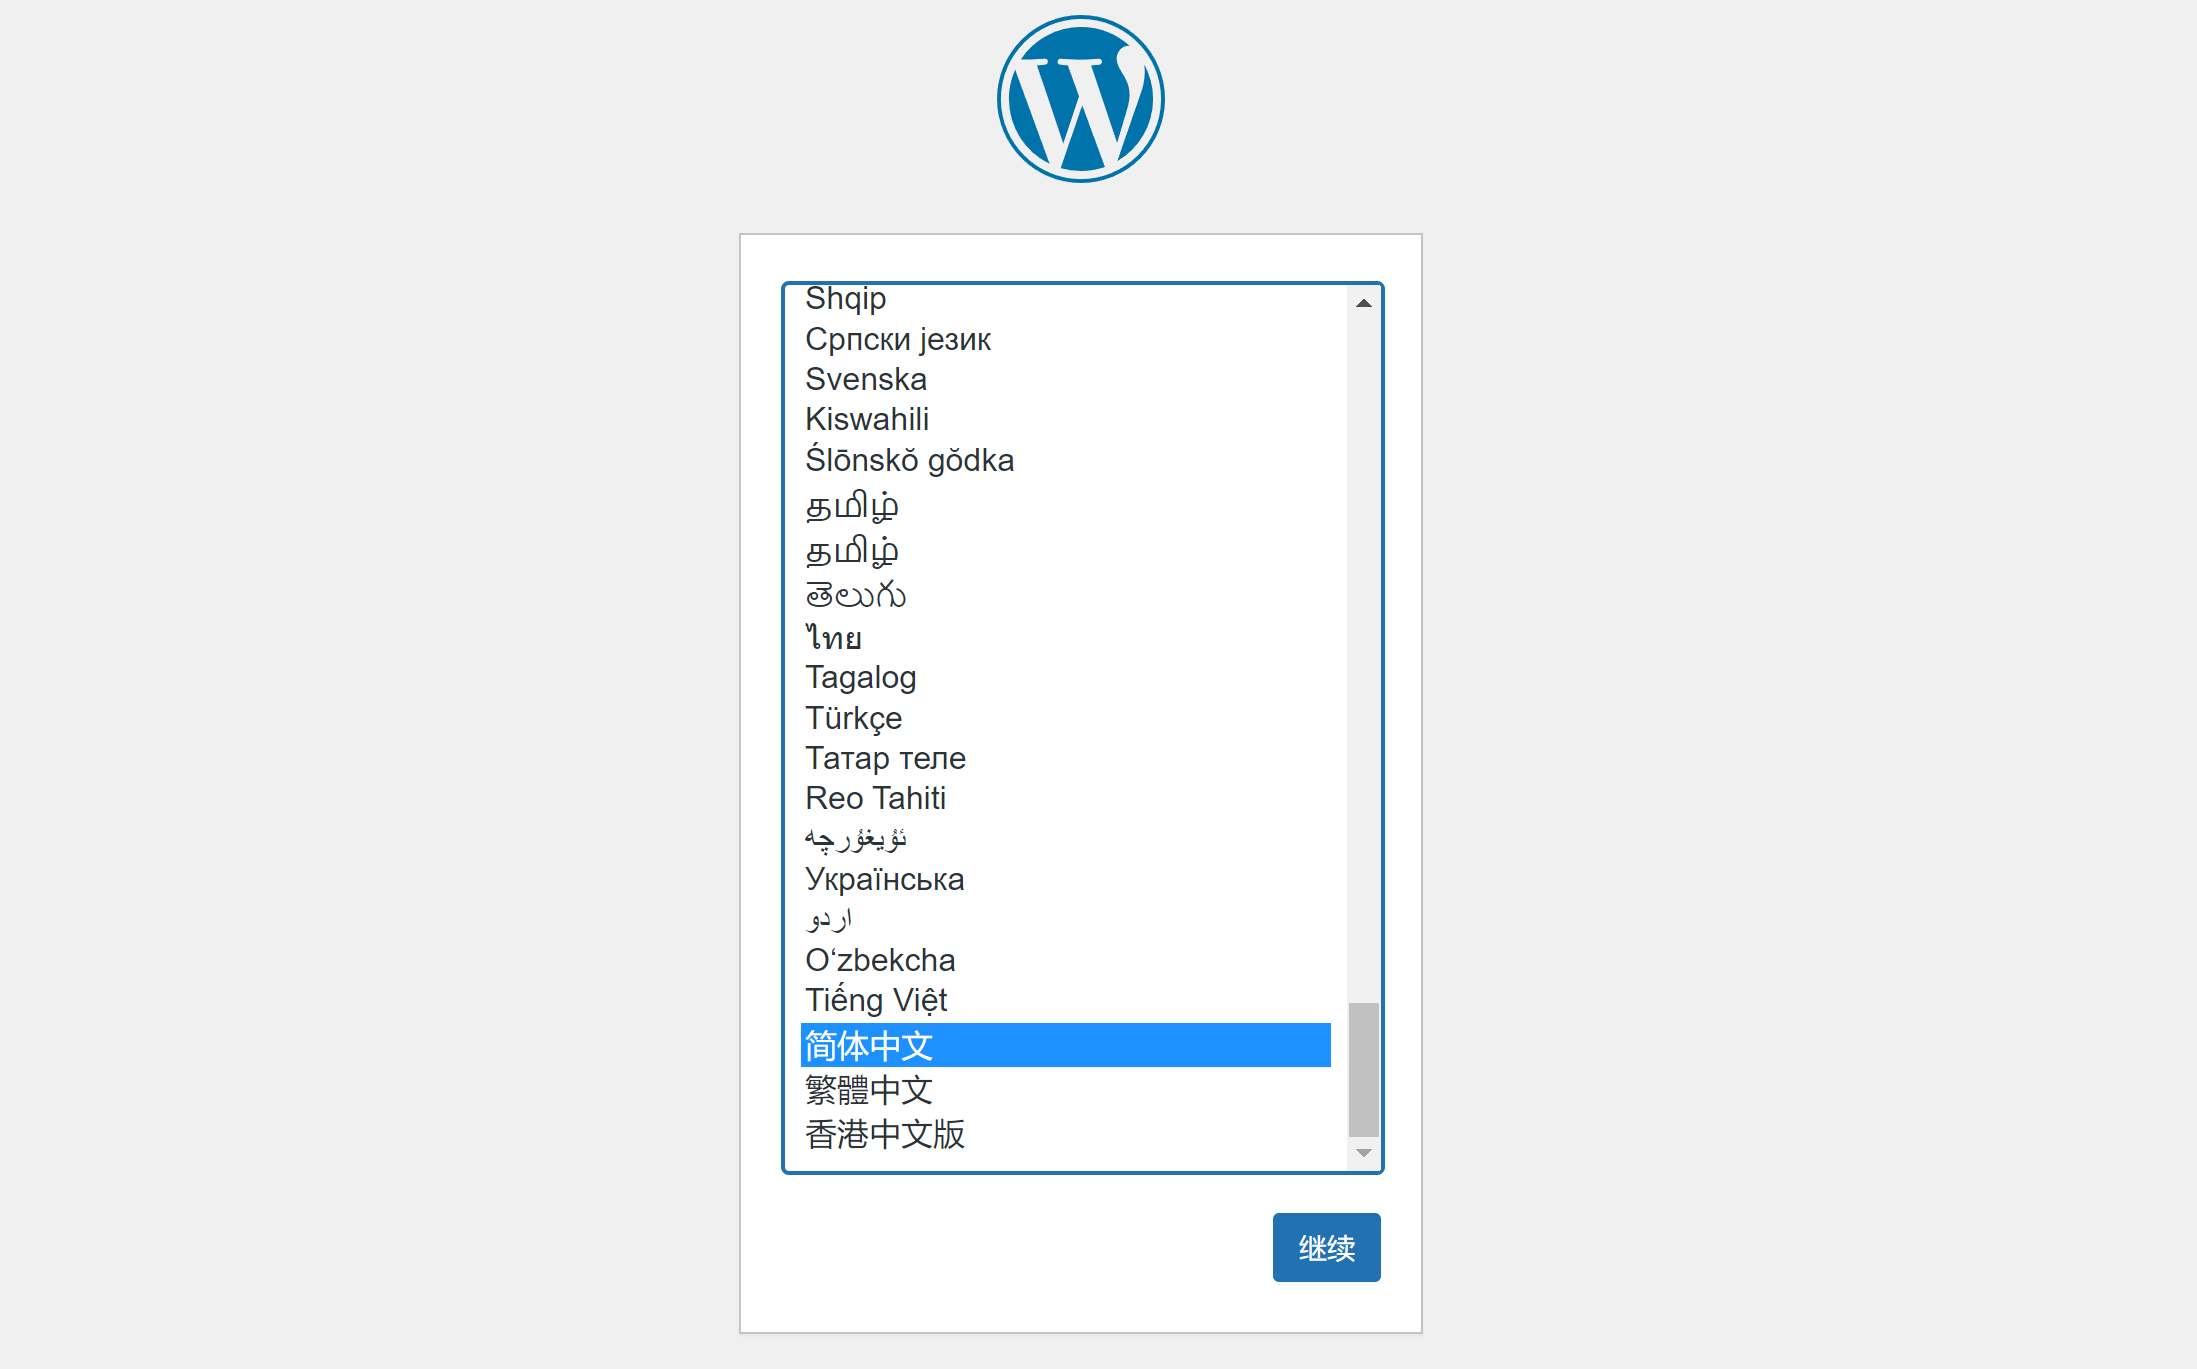 Shqip
Српски језик
Svenska
Kiswahili
Ślōnskŏ gŏdka
தமிழ்
தமிழ்
తెలుగు
ไทย
Tagalog
Türkçe
Татар теле
Reo Tahiti
ئۇيغۇرچە
Українська
اردو
O‘zbekcha
Tiếng Việt
简体中文
繁體中文
香港中文版
继续